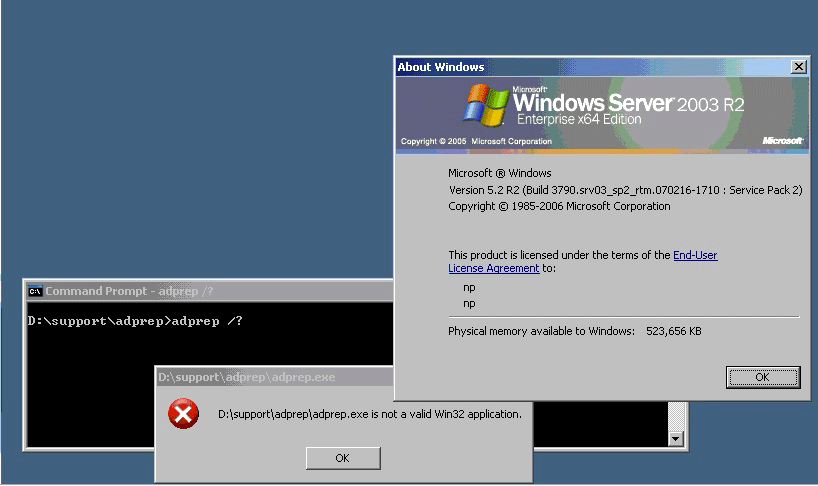 About Windows
Microsoft®
Windows Server 2003 R2
Enterprise x64 Edition
Copyright © 2005 Microsoft Corporation
Microsoft
Microsoft ® Windows
Version 5.2 R2 (Build 3790.srv03_sp2_rtm.070216-1710 : Service Pack 2)
Copyright © 1985-2006 Microsoft Corporation
This product is licensed under the terms of the End-User
License Agreement to:
np
np
Physical memory available to Windows: 523,656 KB
OK
C:\ Command Prompt - adprep /?
D:\support\adprep>adprep /?
D:\support\adprep\adprep.exe
D:\support\adprep\adprep.exe is not a valid Win32 application.
OK